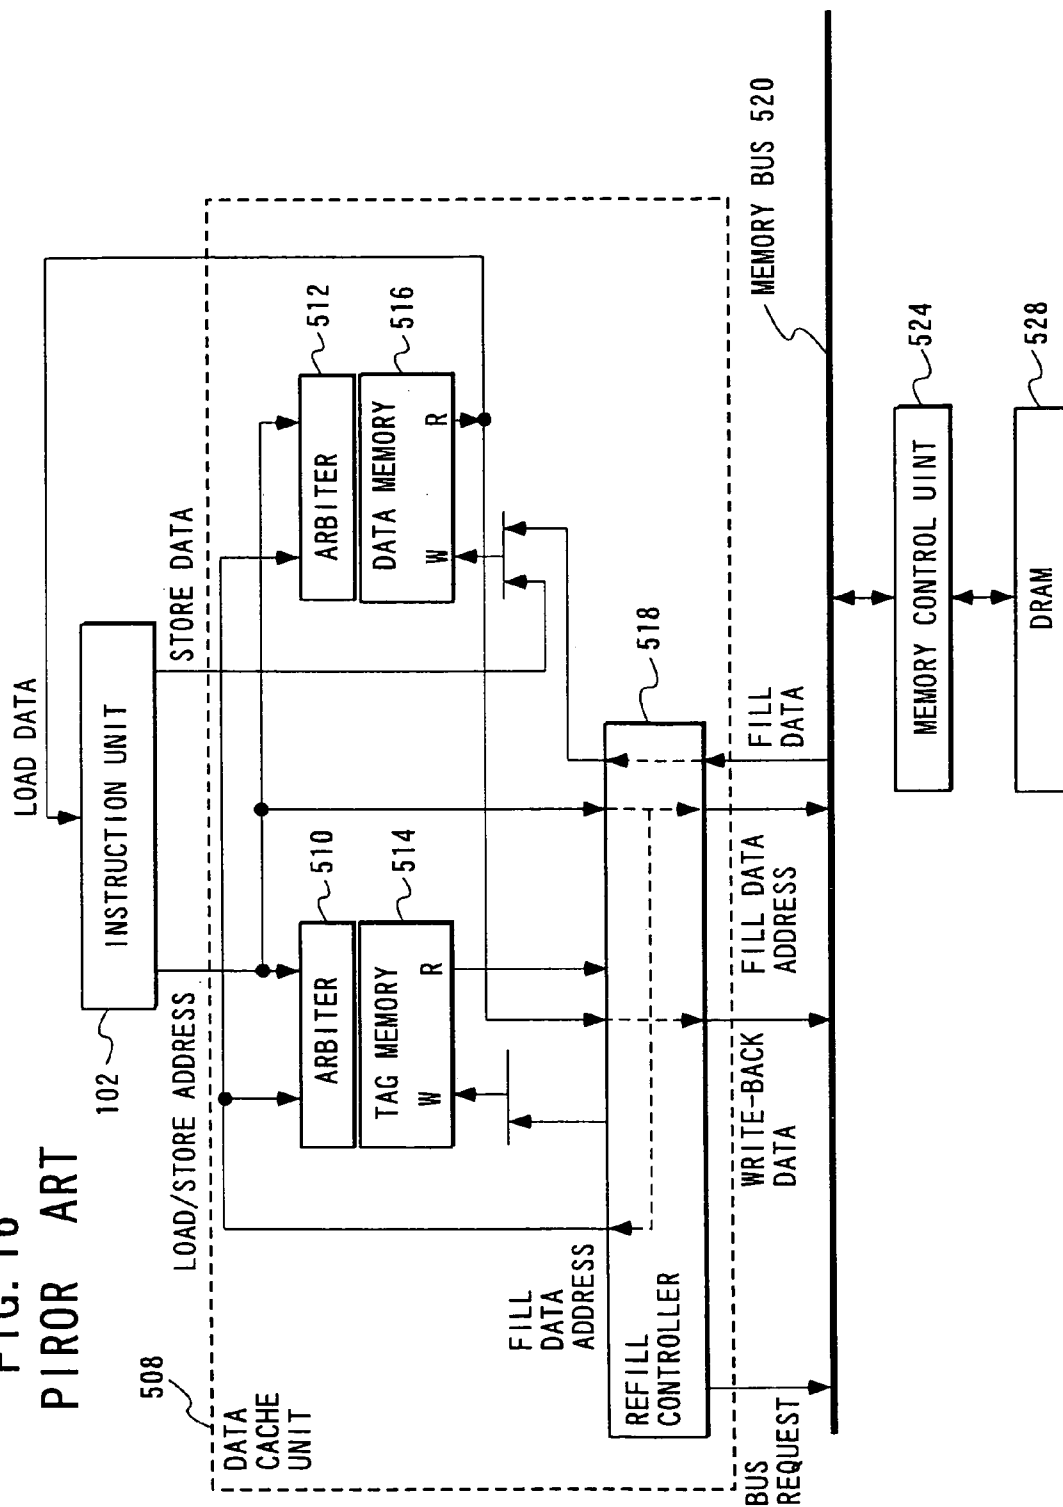 FIG. 16
PIROR ART
LOAD DATA
INSTRUCTION UNIT
102
LOAD/STORE ADDRESS
STORE DATA
508
DATA
CACHE
UNIT
ARBITER
510
TAG MEMORY
514
W
R
ARBITER
512
DATA MEMORY
516
W
R
FILL
DATA
ADDRESS
REFILL
CONTROLLER
518
BUS
REQUEST
WRITE-BACK
DATA
FILL DATA
ADDRESS
FILL
DATA
MEMORY BUS 520
MEMORY CONTROL UINT
524
DRAM
528